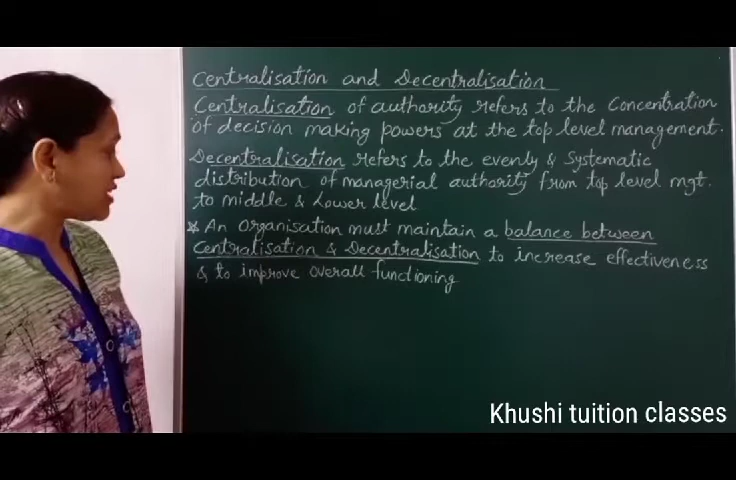 Centralisation and Decentralisation
Centralisation of authority refers to the Concentration
of decision making powers at the top level management.
Decentralisation refers to the evenly & Systematic
distribution of managerial authority from top level mgt.
to middle & Lower level
* An Organisation must maintain a balance between
Centralisation & Decentralisation to increase effectiveness
& to improve overall functioning
Khushi tuition classes